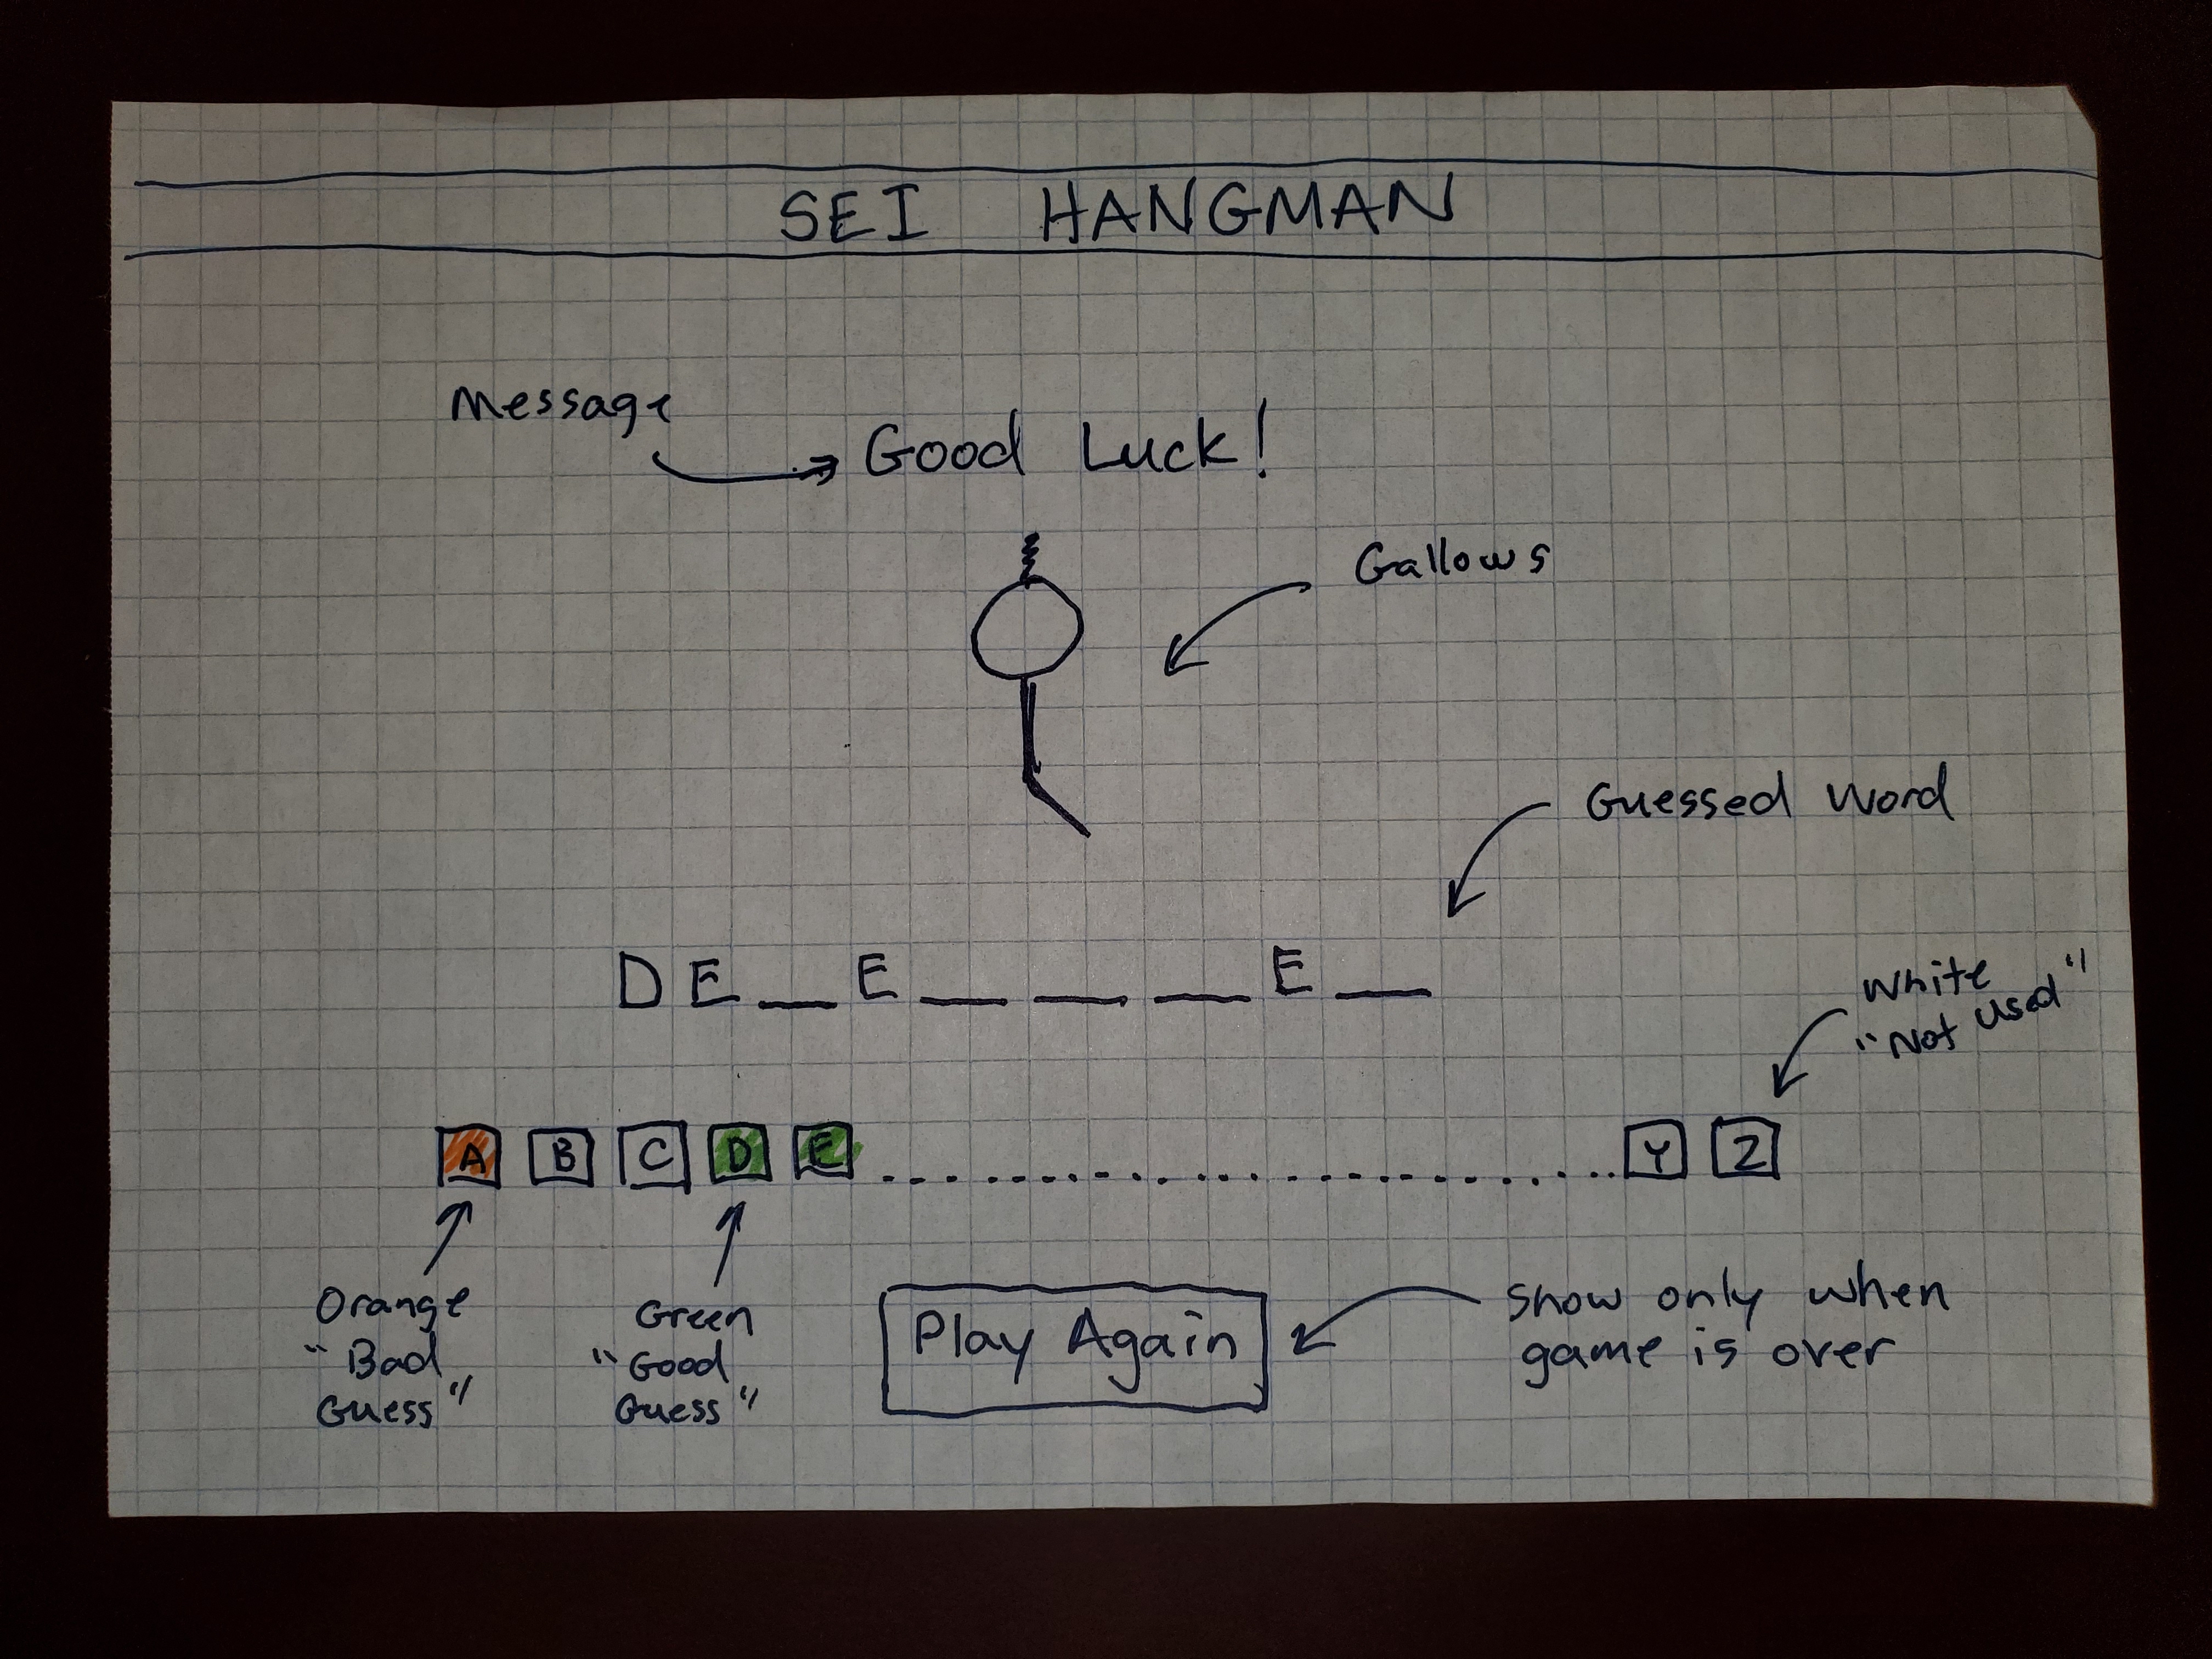 SEI HANGMAN
Message
Good Luck!
Gallows
Guessed Word
D E _ E _ _ _ E _
White
"Not Used"
A B C D E ........................... Y Z
Orange
"Bad
Guess"
Green
"Good
Guess"
Play Again
Show only when
game is over